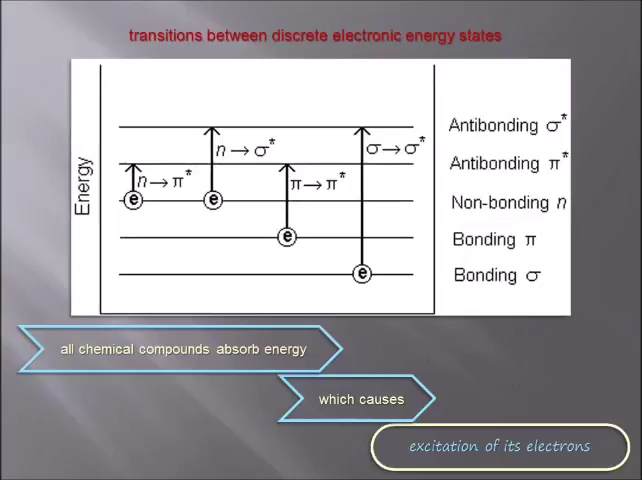 transitions between discrete electronic energy states
Energy
n → σ*
σ → σ*
n → π*
π → π*
e
e
e
e
Antibonding σ*
Antibonding π*
Non-bonding n
Bonding π
Bonding σ
all chemical compounds absorb energy
which causes
excitation of its electrons